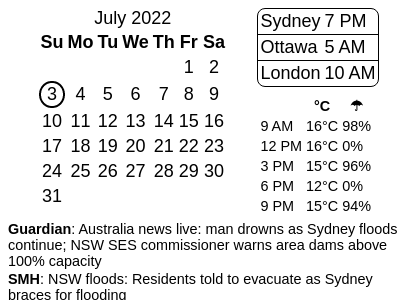 July 2022
Su Mo Tu We Th Fr Sa
1 2
3 4 5 6 7 8 9
10 11 12 13 14 15 16
17 18 19 20 21 22 23
24 25 26 27 28 29 30
31
Sydney 7 PM
Ottawa 5 AM
London 10 AM
°C ☂
9 AM 16°C 98%
12 PM 16°C 0%
3 PM 15°C 96%
6 PM 12°C 0%
9 PM 15°C 94%
Guardian: Australia news live: man drowns as Sydney floods
continue; NSW SES commissioner warns area dams above
100% capacity
SMH: NSW floods: Residents told to evacuate as Sydney
braces for flooding